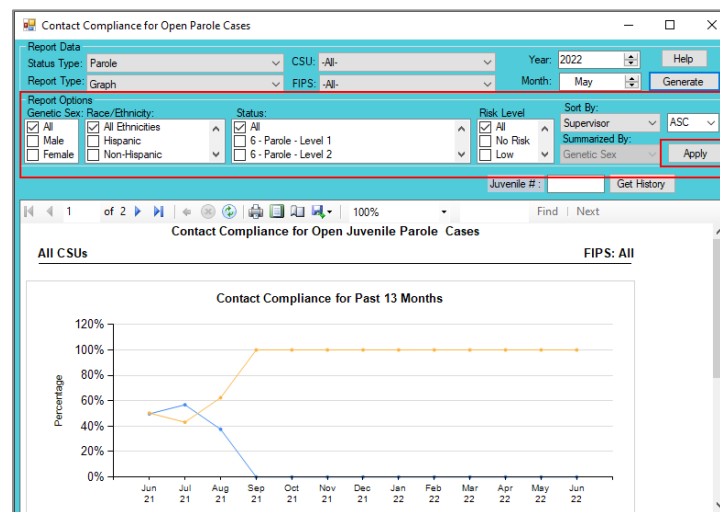 Contact Compliance for Open Parole Cases
Report Data
Status Type: Parole CSU: -All- Year: 2022 Help
Report Type: Graph FIPS: -All- Month: May Generate
Report Options
Genetic Sex: Race/Ethnicity: Status: Risk Level Sort By:
All All Ethnicities All All Supervisor ASC
Male Hispanic 6 - Parole - Level 1 No Risk Summarized By:
Female Non-Hispanic 6 - Parole - Level 2 Low Genetic Sex Apply
Juvenile # : Get History
1 of 2 100% Find | Next
Contact Compliance for Open Juvenile Parole Cases
All CSUs FIPS: All
Contact Compliance for Past 13 Months
120%
100%
80%
60%
40%
20%
0%
Percentage
Jun Jul Aug Sep Oct Nov Dec Jan Feb Mar Apr May Jun
21 21 21 21 21 21 21 22 22 22 22 22 22